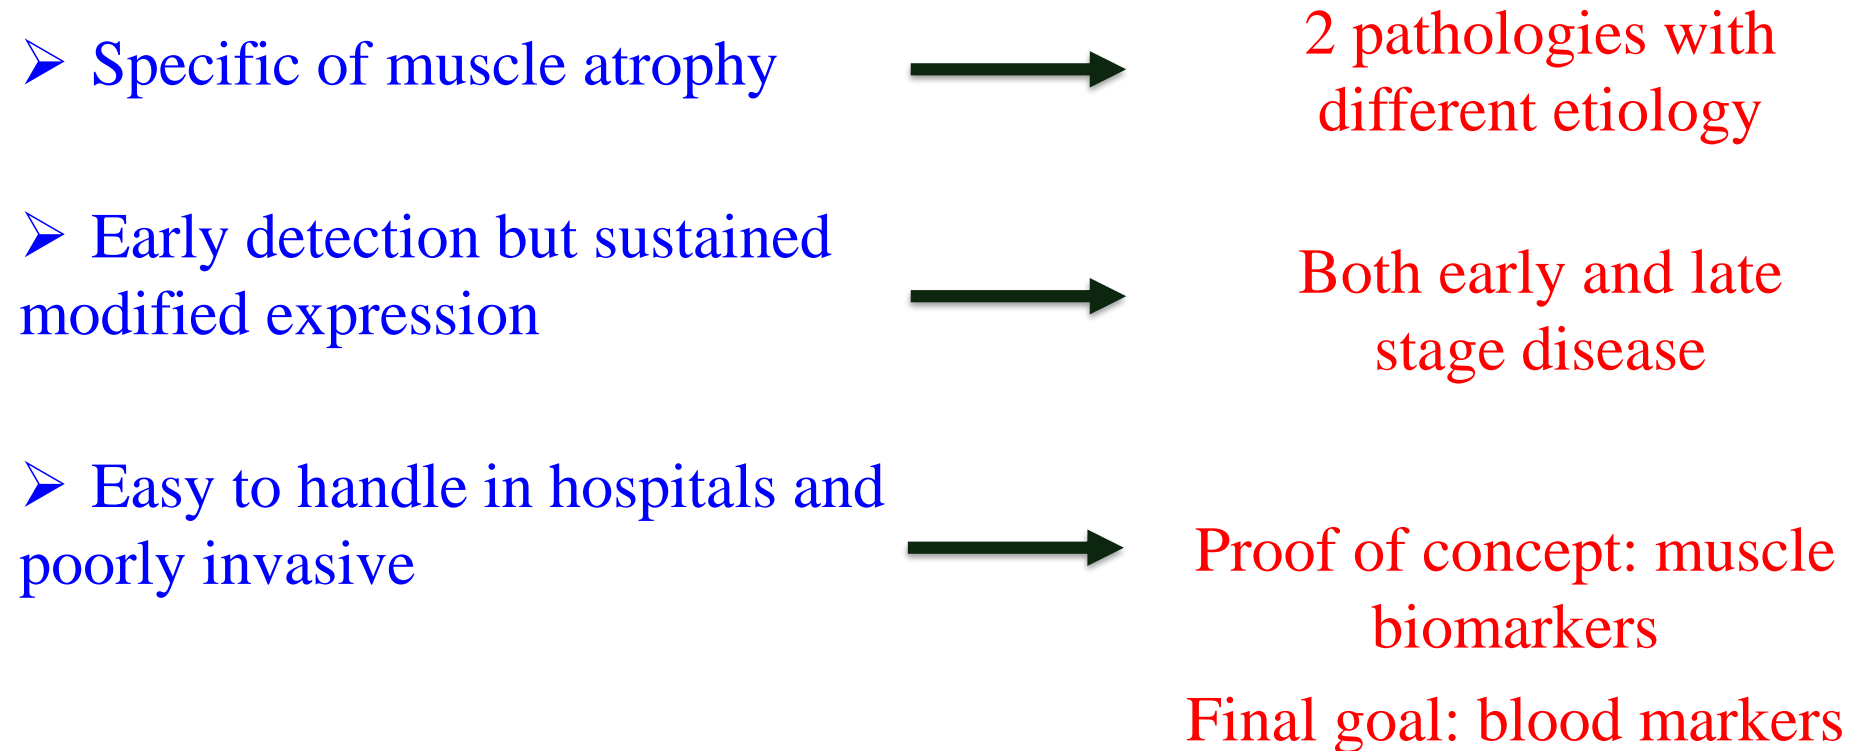 ➢ Specific of muscle atrophy
2 pathologies with
different etiology
➢ Early detection but sustained
modified expression
Both early and late
stage disease
➢ Easy to handle in hospitals and
poorly invasive
Proof of concept: muscle
biomarkers
Final goal: blood markers